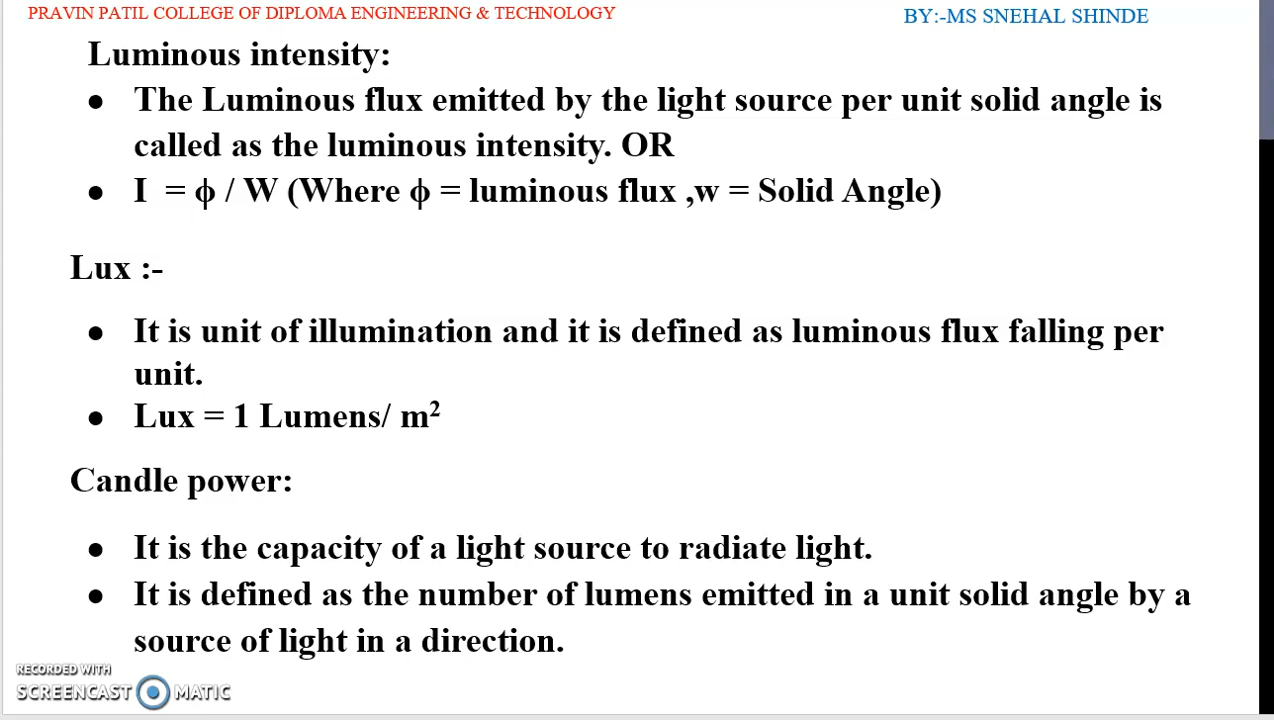 PRAVIN PATIL COLLEGE OF DIPLOMA ENGINEERING & TECHNOLOGY
BY:-MS SNEHAL SHINDE
Luminous intensity:
● The Luminous flux emitted by the light source per unit solid angle is
called as the luminous intensity. OR
● I = ϕ / W (Where ϕ = luminous flux ,w = Solid Angle)
Lux :-
● It is unit of illumination and it is defined as luminous flux falling per
unit.
● Lux = 1 Lumens/ m²
Candle power:
● It is the capacity of a light source to radiate light.
● It is defined as the number of lumens emitted in a unit solid angle by a
source of light in a direction.
RECORDED WITH
SCREENCAST MATIC